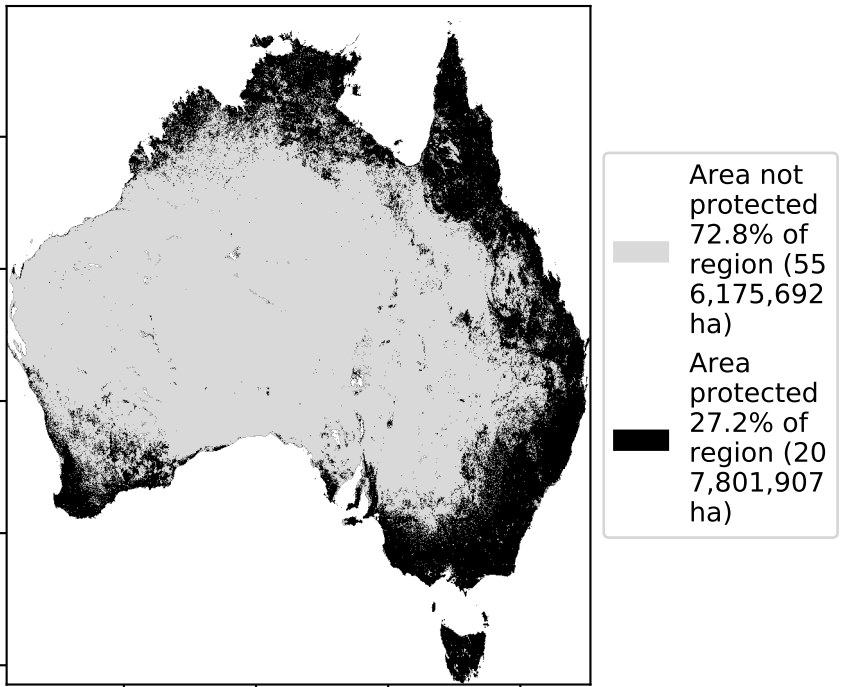 Area not
protected
72.8% of
region (55
6,175,692
ha)
Area
protected
27.2% of
region (20
7,801,907
ha)